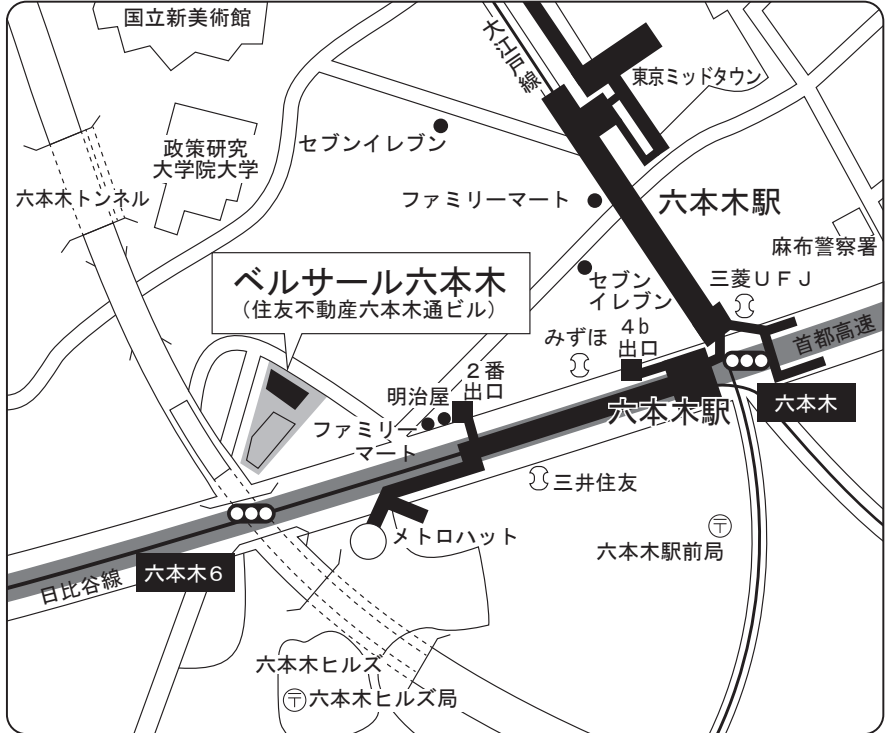 国立新美術館
大江戸線
東京ミッドタウン
セブンイレブン
政策研究
大学院大学
六本木トンネル
ファミリーマート
六本木駅
麻布警察署
ベルサール六本木
（住友不動産六本木通ビル）
セブン
イレブン
三菱ＵＦＪ
みずほ
4b
出口
首都高速
2番
出口
明治屋
ファミリー
マート
六本木駅
六本木
三井住友
メトロハット
〒
六本木駅前局
日比谷線
六本木6
六本木ヒルズ
〒六本木ヒルズ局